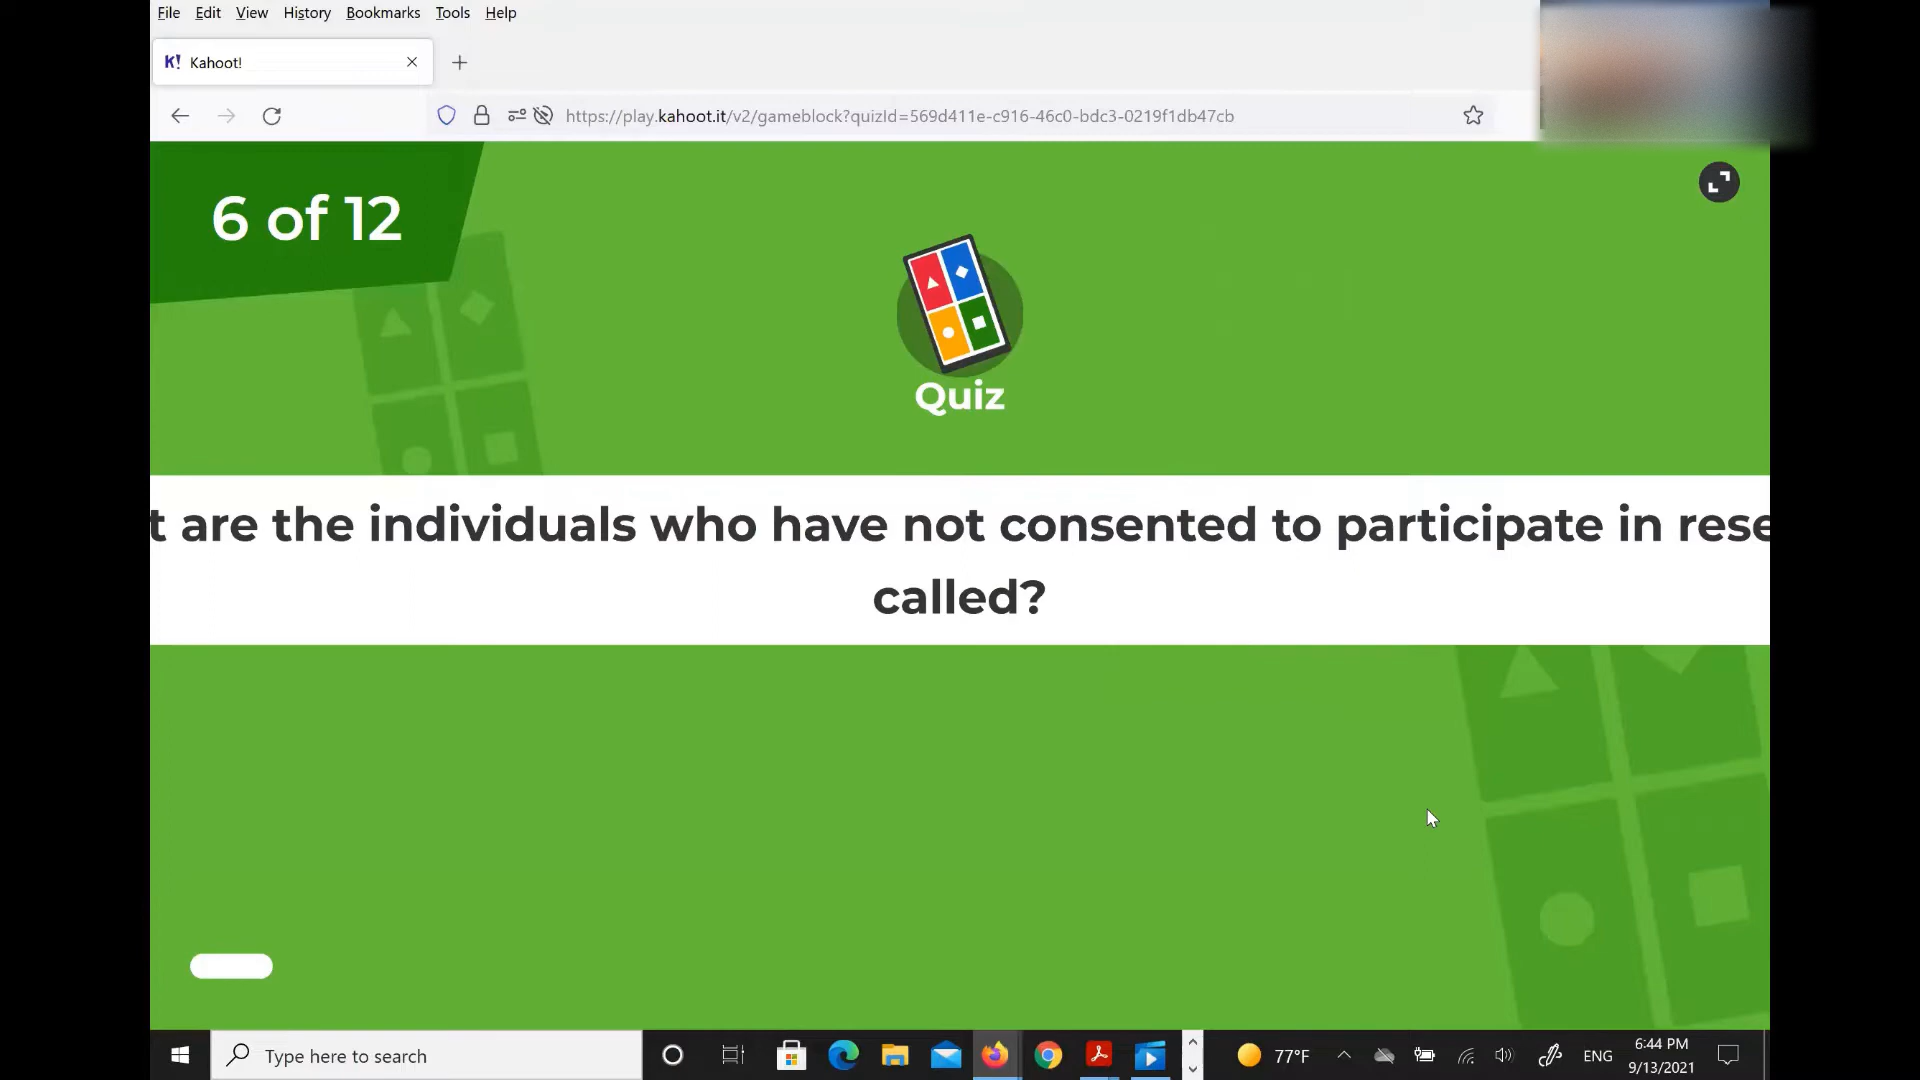 File Edit View History Bookmarks Tools Help
K! Kahoot!
https://play.kahoot.it/v2/gameblock?quizId=569d411e-c916-46c0-bdc3-0219f1db47cb
6 of 12
Quiz
t are the individuals who have not consented to participate in rese
called?
Type here to search
77°F
ENG
6:44 PM
9/13/2021